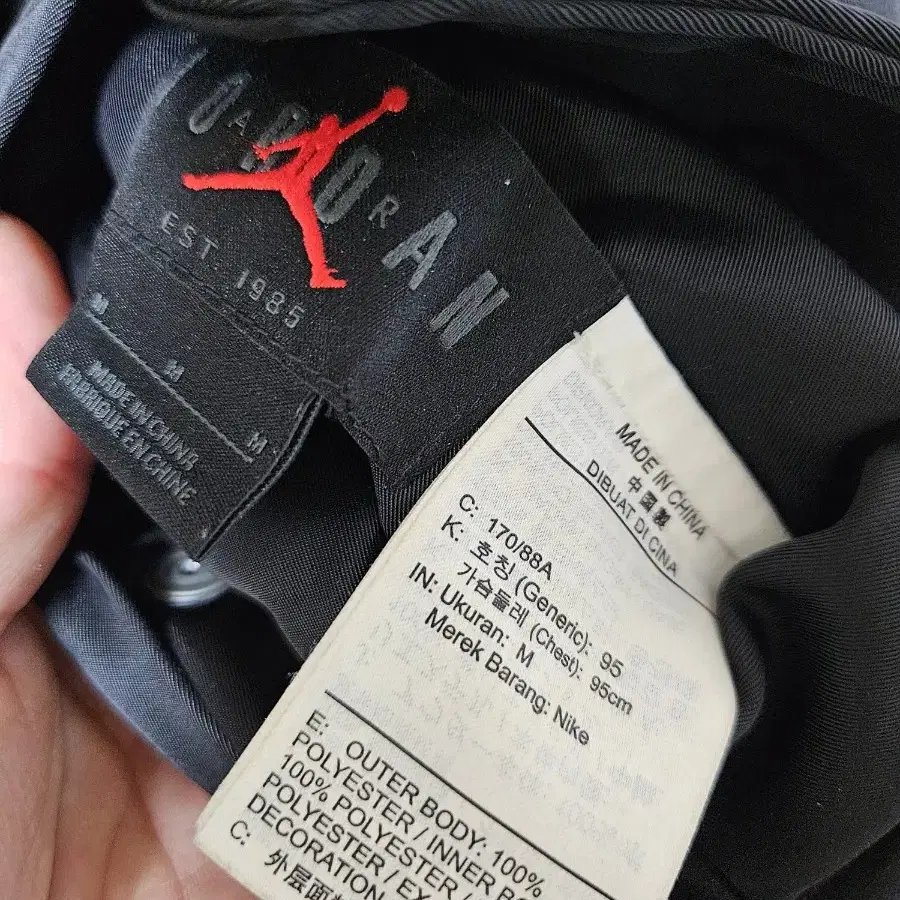 JORDAN
AIR
EST. 1985
M
M
M
MADE IN CHINA
FABRIQUE EN CHINE
MADE IN CHINA
中國製
DIBUAT DI CINA
C: 170/88A
K: 호칭 (Generic): 95
가슴둘레 (Chest): 95cm
IN: Ukuran: M
Merek Barang: Nike
E: OUTER BODY: 100%
POLYESTER / INNER BO
100% POLYESTER
POLYESTER / EX
DECORATION
C: 外层面料